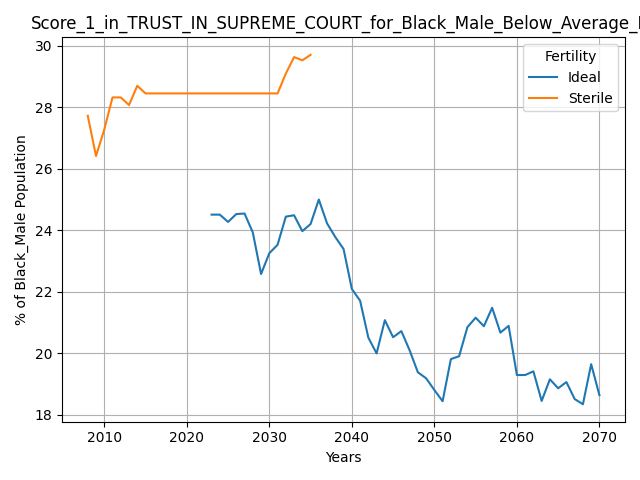 Score_1_in_TRUST_IN_SUPREME_COURT_for_Black_Male_Below_Average_
Fertility
Ideal
Sterile
% of Black_Male Population
30
28
26
24
22
20
18
2010
2020
2030
2040
2050
2060
2070
Years